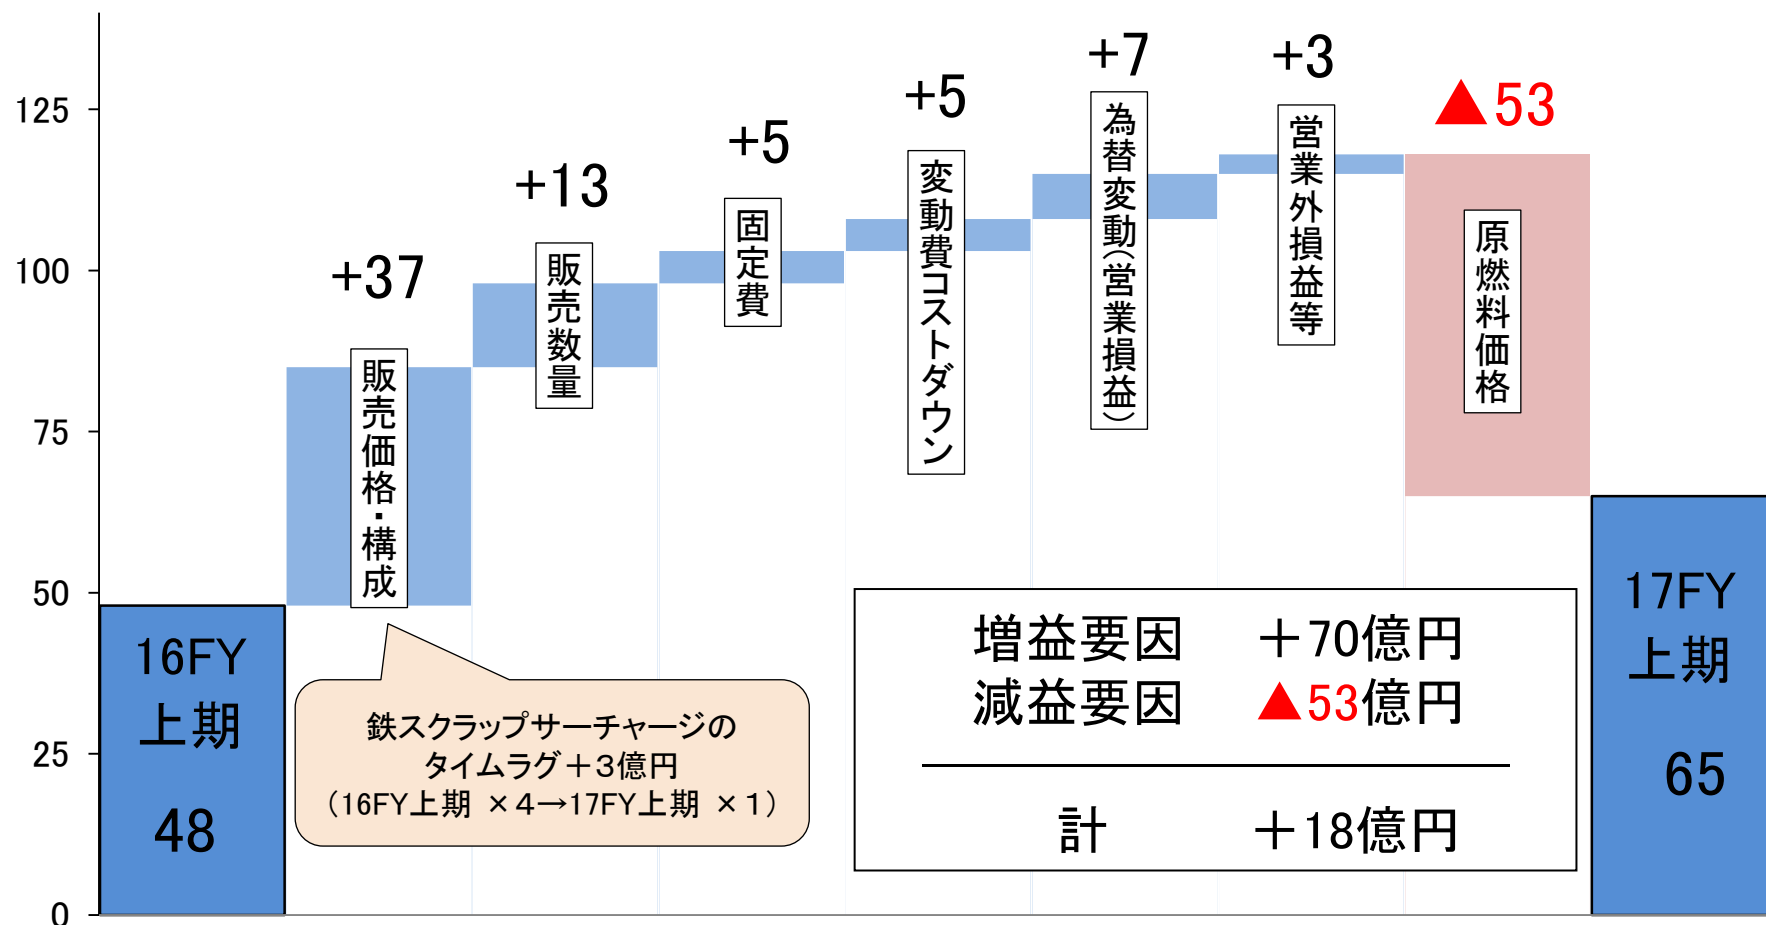 125
100
75
50
25
0
+37
+13
+5
+5
+7
+3
▲53
販売価格・構成
販売数量
固定費
変動費コストダウン
為替変動(営業損益)
営業外損益等
原燃料価格
16FY
上期
48
鉄スクラップサーチャージの
タイムラグ＋３億円
（16FY上期 ×４→17FY上期 ×１）
増益要因 ＋70億円
減益要因 ▲53億円
計 ＋18億円
17FY
上期
65